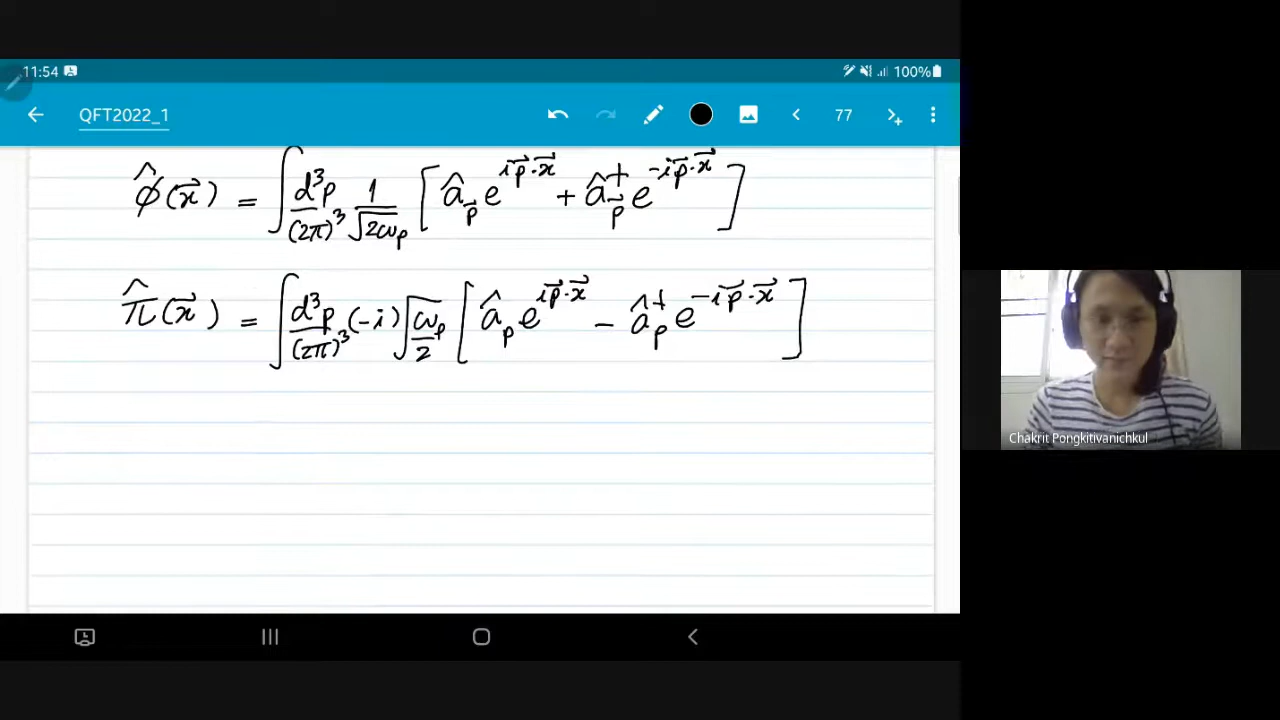 11:54 100%
QFT2022_1 77
φ̂(x⃗) = ∫ d³p/(2π)³ 1/√(2ω_p) [ â_p⃗ e^{ip⃗·x⃗} + â†_p⃗ e^{-ip⃗·x⃗} ]
π̂(x⃗) = ∫ d³p/(2π)³ (-i) √(ω_p/2) [ â_p e^{ip⃗·x⃗} - â†_p e^{-ip⃗·x⃗} ]
Chakrit Pongkitivanichkul